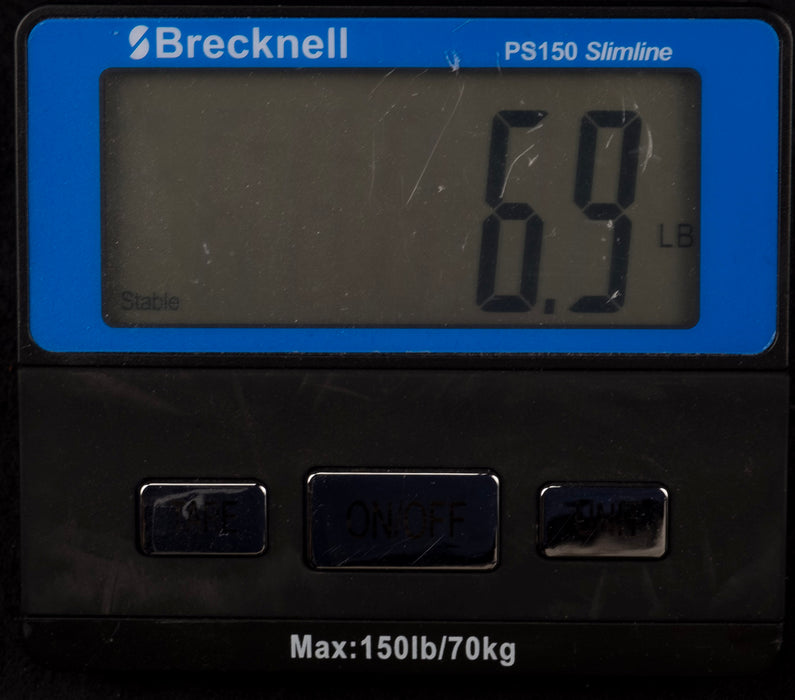 Brecknell
PS150 Slimline
6.9
LB
Stable
ON/OFF
Max:150lb/70kg